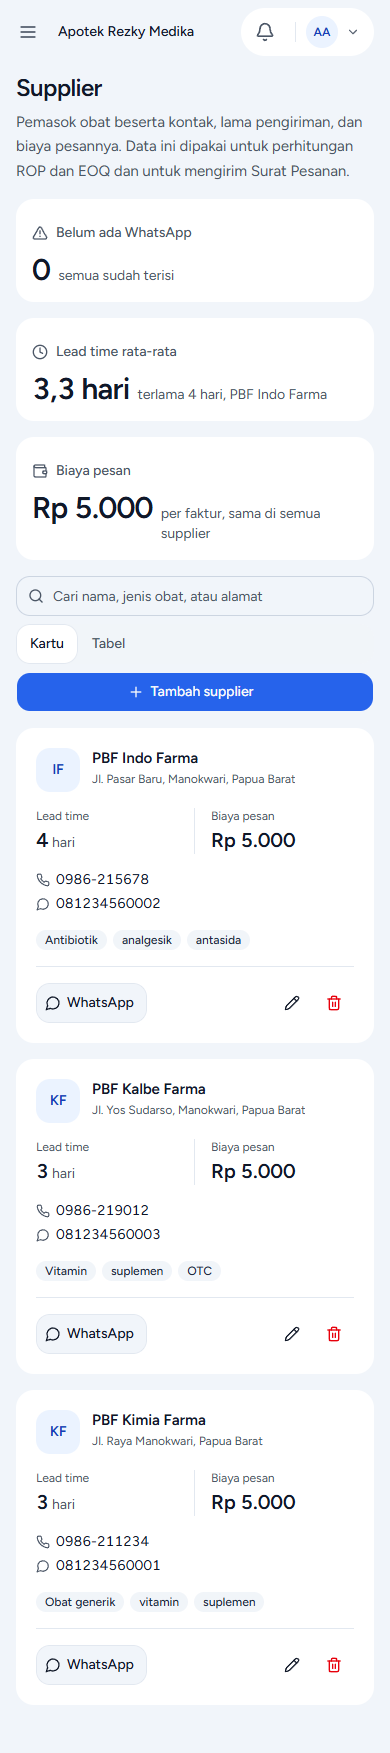 Apotek Rezky Medika
AA
Supplier
Pemasok obat beserta kontak, lama pengiriman, dan
biaya pesannya. Data ini dipakai untuk perhitungan
ROP dan EOQ dan untuk mengirim Surat Pesanan.
Belum ada WhatsApp
0 semua sudah terisi
Lead time rata-rata
3,3 hari terlama 4 hari, PBF Indo Farma
Biaya pesan
Rp 5.000 per faktur, sama di semua
supplier
Cari nama, jenis obat, atau alamat
Kartu Tabel
Tambah supplier
IF
PBF Indo Farma
Jl. Pasar Baru, Manokwari, Papua Barat
Lead time Biaya pesan
4 hari Rp 5.000
0986-215678
081234560002
Antibiotik analgesik antasida
WhatsApp
KF
PBF Kalbe Farma
Jl. Yos Sudarso, Manokwari, Papua Barat
Lead time Biaya pesan
3 hari Rp 5.000
0986-219012
081234560003
Vitamin suplemen OTC
WhatsApp
KF
PBF Kimia Farma
Jl. Raya Manokwari, Papua Barat
Lead time Biaya pesan
3 hari Rp 5.000
0986-211234
081234560001
Obat generik vitamin suplemen
WhatsApp